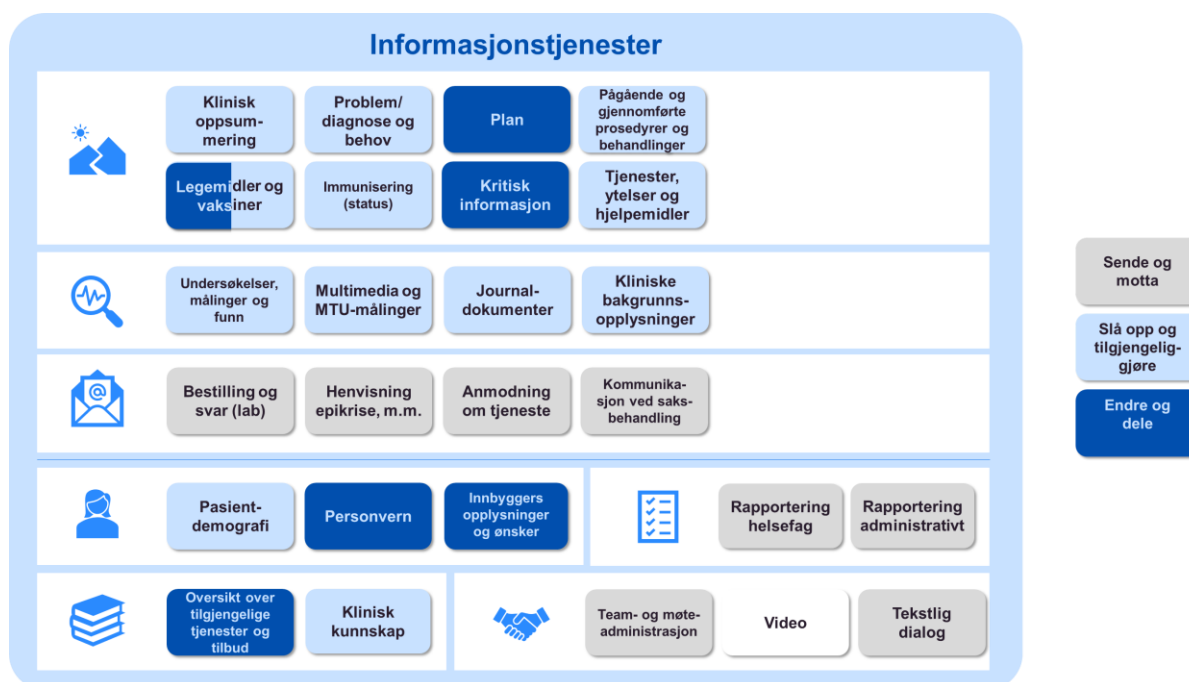 Informasjonstjenester
Klinisk
oppsum-
mering
Problem/
diagnose og
behov
Plan
Pågående og
gjennomførte
prosedyrer og
behandlinger
Legemidler og
vaksiner
Immunisering
(status)
Kritisk
informasjon
Tjenester,
ytelser og
hjelpemidler
Undersøkelser,
målinger og
funn
Multimedia og
MTU-målinger
Journal-
dokumenter
Kliniske
bakgrunns-
opplysninger
@
Bestilling og
svar (lab)
Henvisning
epikrise, m.m.
Anmodning
om tjeneste
Kommunika-
sjon ved saks-
behandling
Pasient-
demografi
Personvern
Innbyggers
opplysninger
og ønsker
Rapportering
helsefag
Rapportering
administrativt
Oversikt over
tilgjengelige
tjenester og
tilbud
Klinisk
kunnskap
Team- og møte-
administrasjon
Video
Tekstlig
dialog
Sende og
motta
Slå opp og
tilgjengelig-
gjøre
Endre og
dele